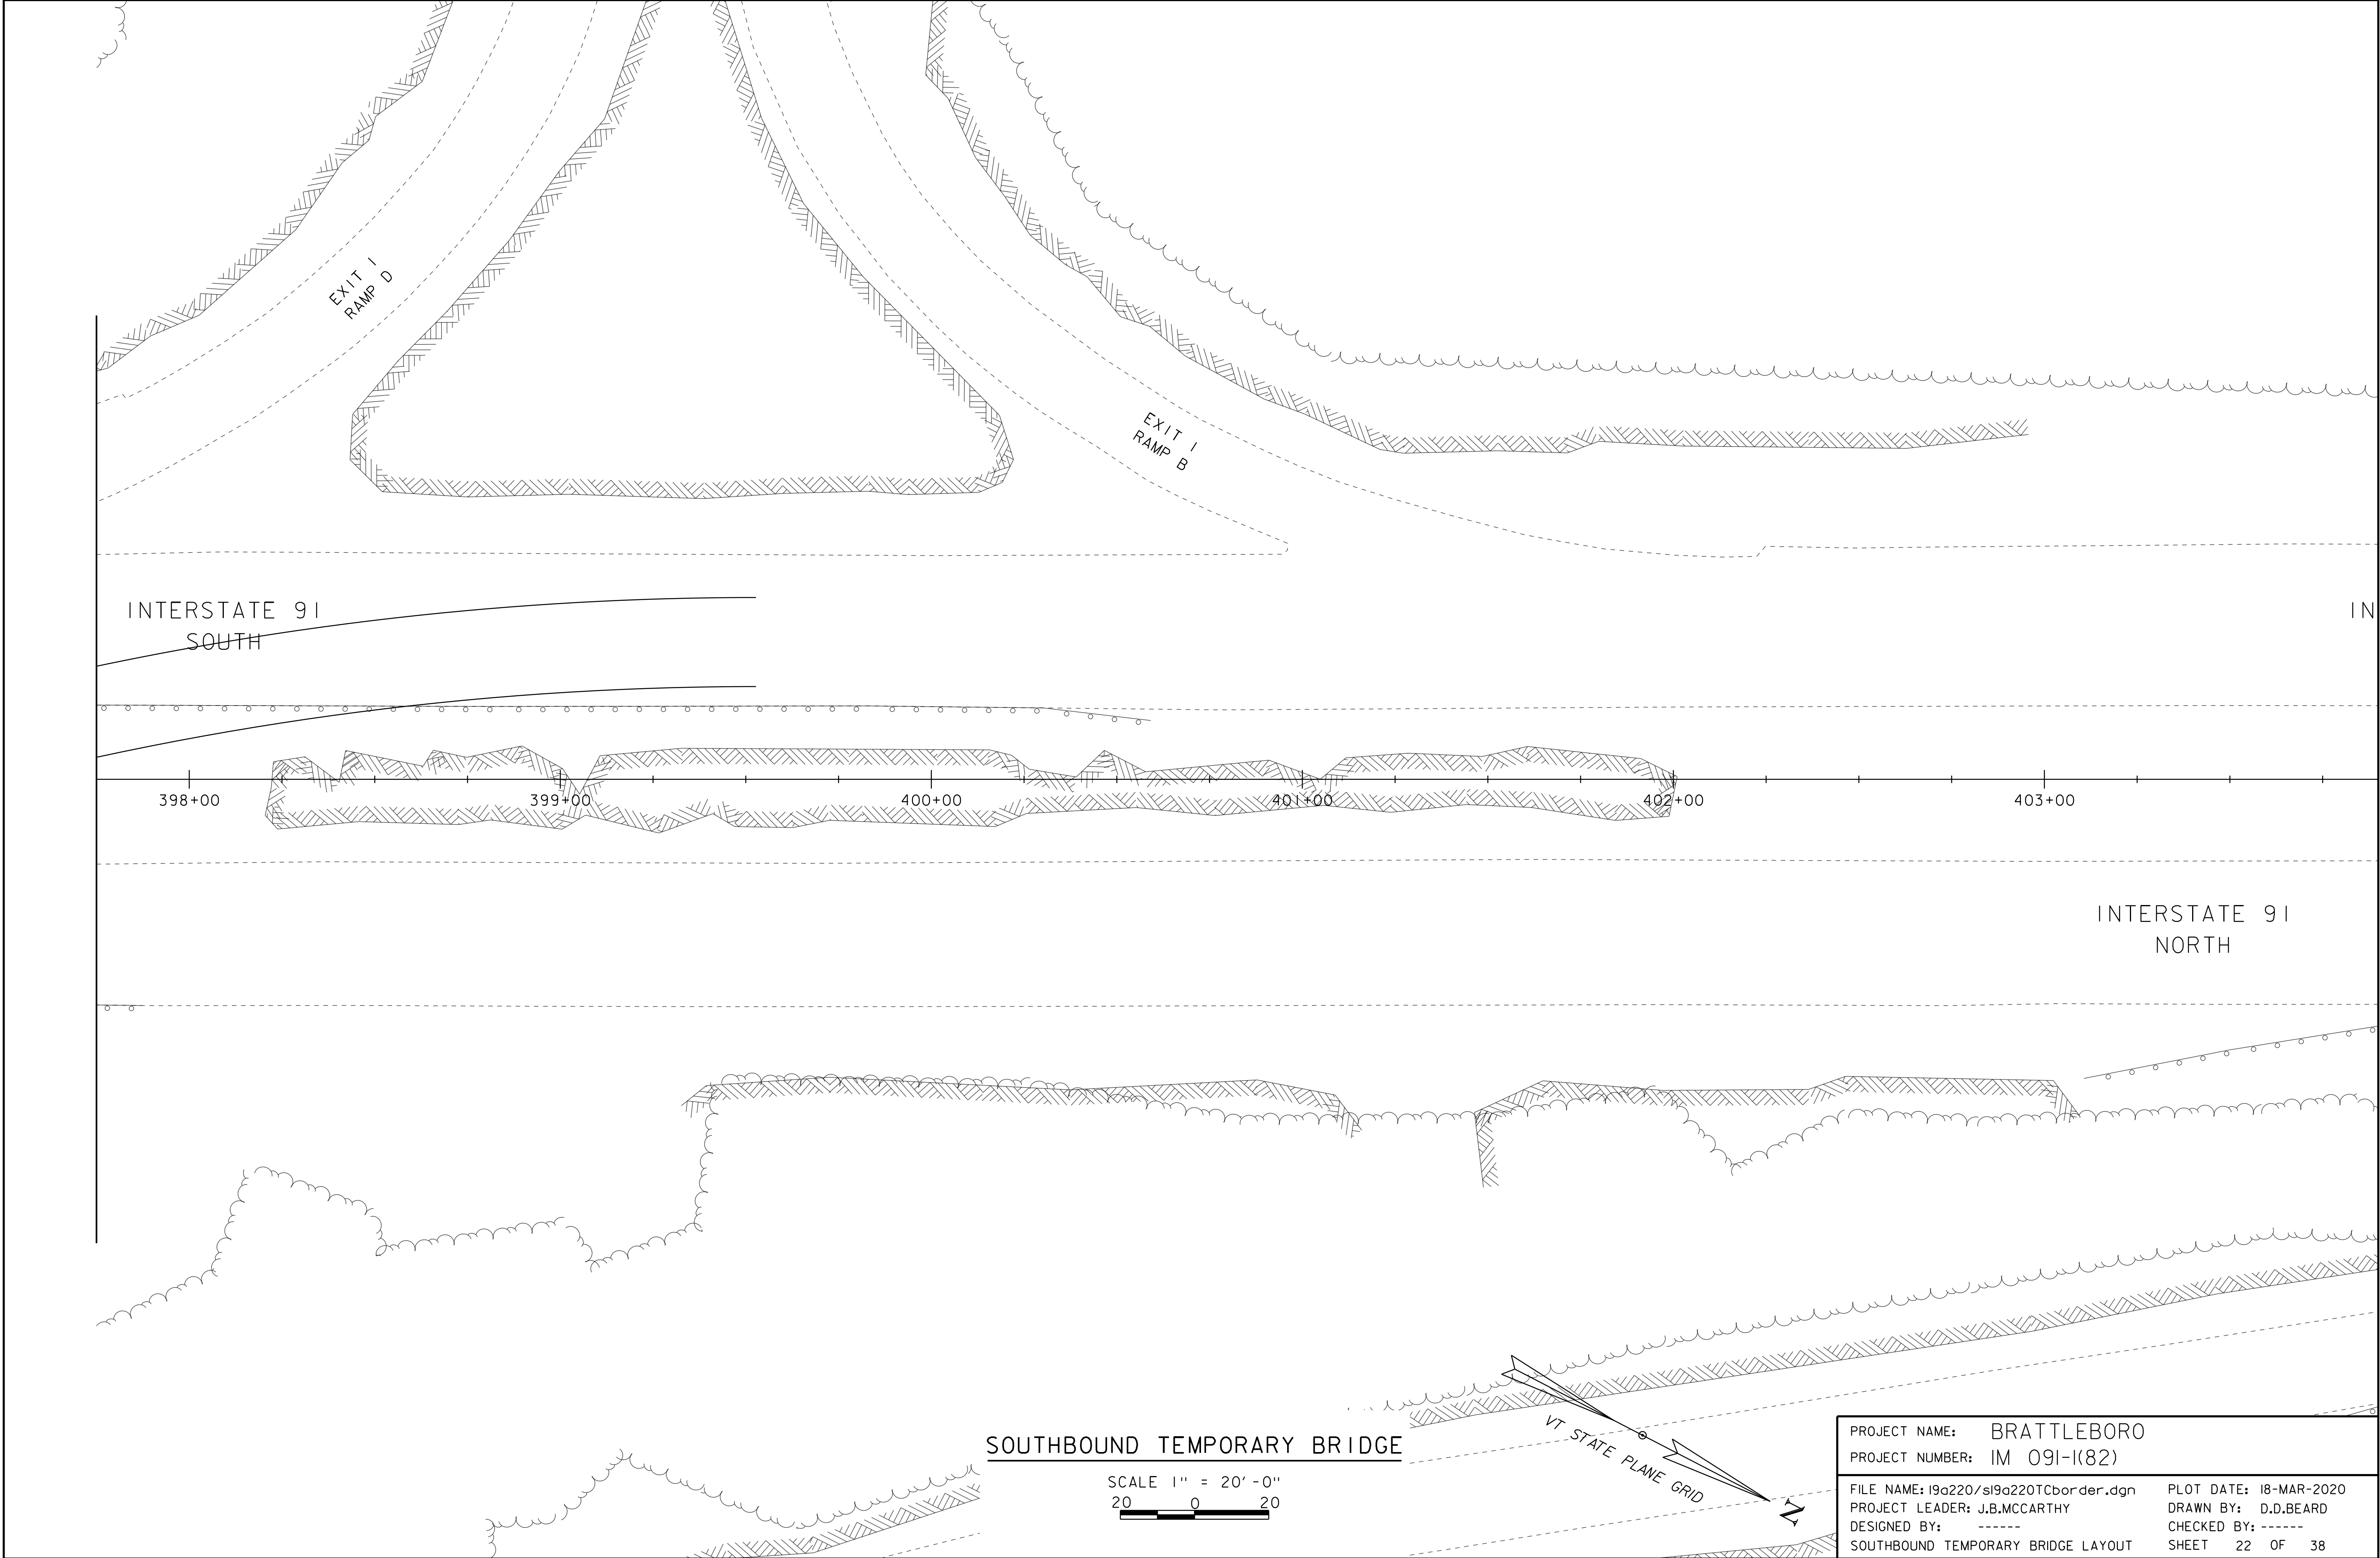 EXIT 1
RAMP D
EXIT 1
RAMP B
INTERSTATE 91
SOUTH
IN
398+00 399+00 400+00 401+00 402+00 403+00
INTERSTATE 91
NORTH
SOUTHBOUND TEMPORARY BRIDGE
SCALE 1" = 20'-0"
20 0 20
VT STATE PLANE GRID
N
PROJECT NAME: BRATTLEBORO
PROJECT NUMBER: IM 091-1(82)
FILE NAME: 19a220/s19a220TCborder.dgn PLOT DATE: 18-MAR-2020
PROJECT LEADER: J.B.MCCARTHY DRAWN BY: D.D.BEARD
DESIGNED BY: ------ CHECKED BY: ------
SOUTHBOUND TEMPORARY BRIDGE LAYOUT SHEET 22 OF 38